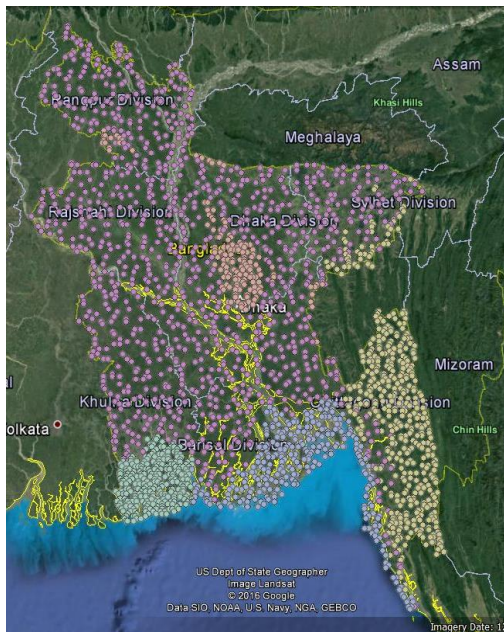 Assam
Rangpur Division
Khasi Hills
Meghalaya
Rajshahi Division
Dhaka Division
Sylhet Division
Dhaka
Mizoram
Khulna Division
Division
Kolkata
Barisal Division
Chin Hills
US Dept of State Geographer
Image Landsat
© 2016 Google
Data SIO, NOAA, U.S. Navy, NGA, GEBCO
Imagery Date: 1